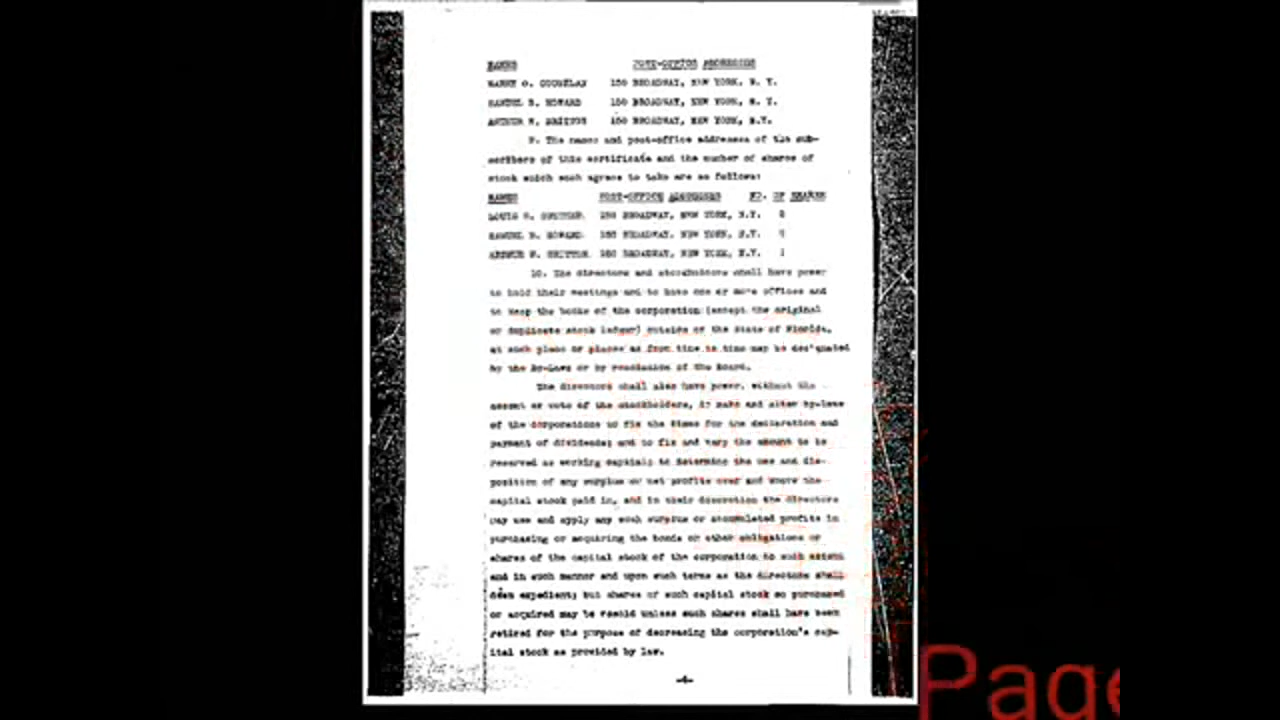 NAMES POST-OFFICE ADDRESSES
HARRY O. COUGHLAN 150 BROADWAY, NEW YORK, N. Y.
SAMUEL B. HOWARD 150 BROADWAY, NEW YORK, N. Y.
ARTHUR W. BRITTON 150 BROADWAY, NEW YORK, N.Y.
9. The names and post-office addresses of the sub-
scribers of this certificate and the number of shares of
stock which each agrees to take are as follows:
NAMES POST-OFFICE ADDRESSES NO. OF SHARES
LOUIS 150 BROADWAY, NEW YORK, N.Y.
SAMUEL B. HOWARD 150 BROADWAY, NEW YORK, N.Y.
ARTHUR W. BRITTON 150 BROADWAY, NEW YORK, N.Y. 1
10. The directors and stockholders shall have power
to hold their meetings and to have one or more offices and
to keep the books of the corporation (except the original
or duplicate stock ledger) outside of the State of Florida,
at such place or places as from time to time may be designated
by the By-Laws or by resolution of the Board.
The directors shall also have power, without the
assent or vote of the stockholders, to make and alter by-laws
of the corporation; to fix the times for the declaration and
payment of dividends; and to fix and vary the amount to be
reserved as working capital; to determine the use and dis-
position of any surplus or net profits over and above the
capital stock paid in, and in their discretion the directors
may use and apply any such surplus or accumulated profits in
purchasing or acquiring the bonds or other obligations or
shares of the capital stock of the corporation to such extent
and in such manner and upon such terms as the directors shall
deem expedient; but shares of such capital stock so purchased
or acquired may be resold unless such shares shall have been
retired for the purpose of decreasing the corporation's cap-
ital stock as provided by law.
-4-
Page